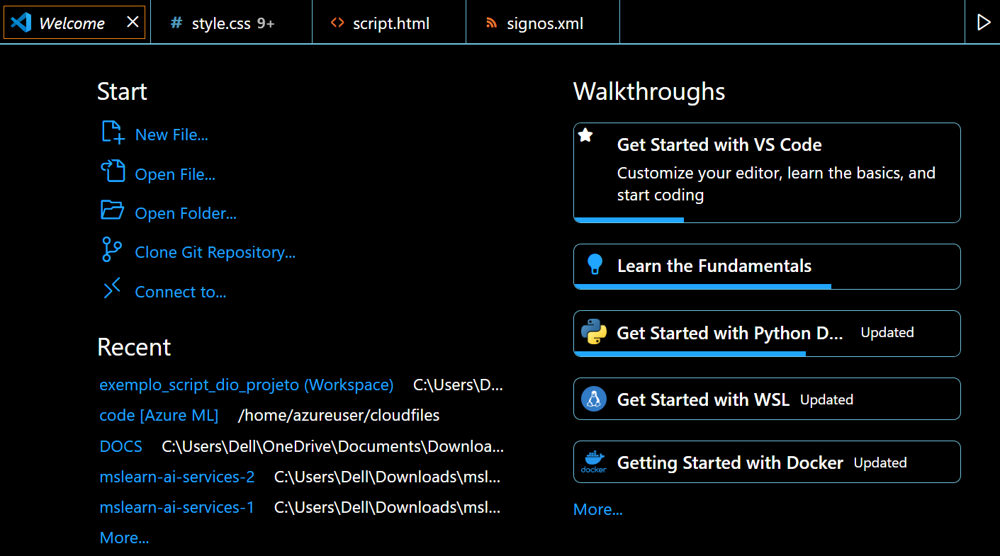 Welcome
# style.css 9+
<> script.html
signos.xml
Start
New File...
Open File...
Open Folder...
Clone Git Repository...
Connect to...
Recent
exemplo_script_dio_projeto (Workspace) C:\Users\D...
code [Azure ML] /home/azureuser/cloudfiles
DOCS C:\Users\Dell\OneDrive\Documents\Downloa...
mslearn-ai-services-2 C:\Users\Dell\Downloads\msl...
mslearn-ai-services-1 C:\Users\Dell\Downloads\msl...
More...
Walkthroughs
Get Started with VS Code
Customize your editor, learn the basics, and
start coding
Learn the Fundamentals
Get Started with Python D... Updated
Get Started with WSL Updated
docker
Getting Started with Docker Updated
More...